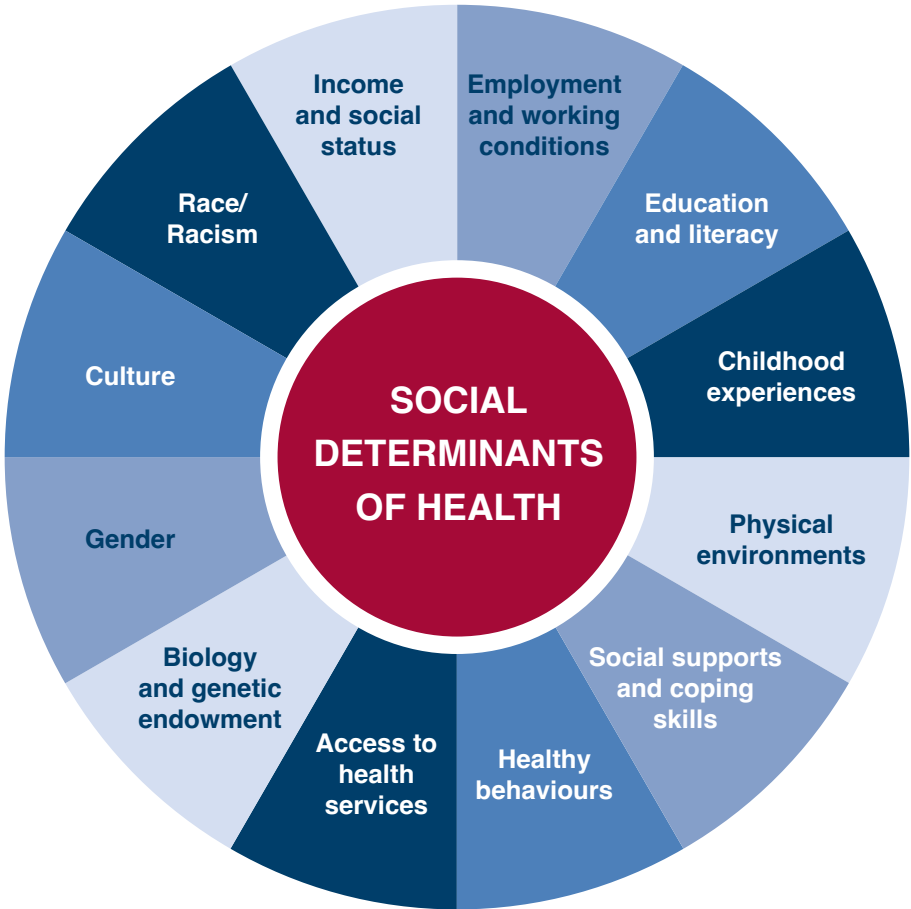 SOCIAL
DETERMINANTS
OF HEALTH
Income
and social
status
Employment
and working
conditions
Education
and literacy
Childhood
experiences
Physical
environments
Social supports
and coping
skills
Healthy
behaviours
Access to
health
services
Biology
and genetic
endowment
Gender
Culture
Race/
Racism